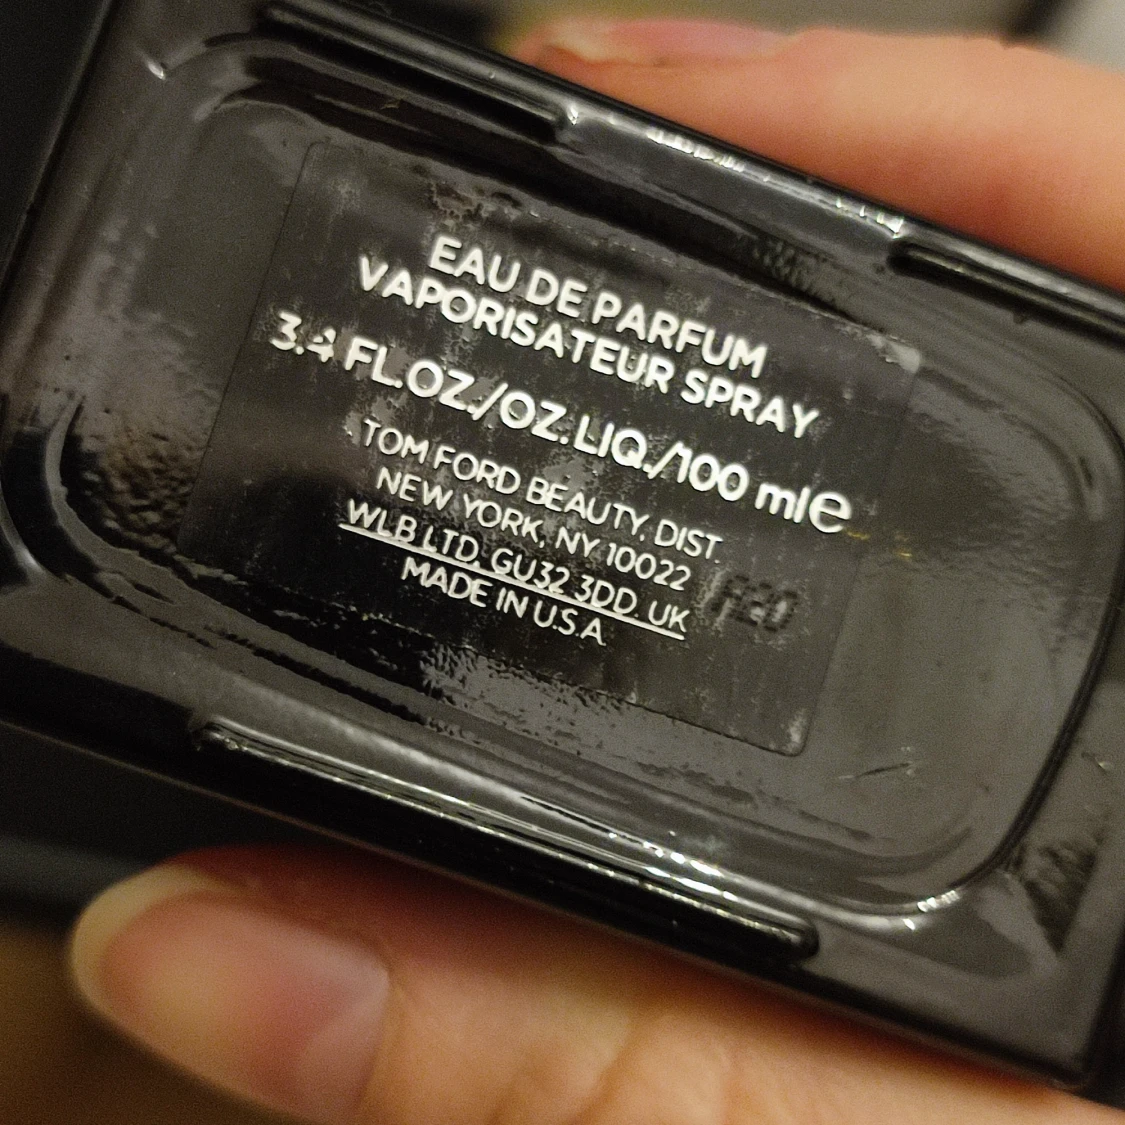 EAU DE PARFUM
VAPORISATEUR SPRAY
3.4 FL.OZ./OZ.LIQ./100 ml℮
TOM FORD BEAUTY, DIST.
NEW YORK, NY 10022
WLB LTD, GU32 3DD UK
MADE IN U.S.A.
A20